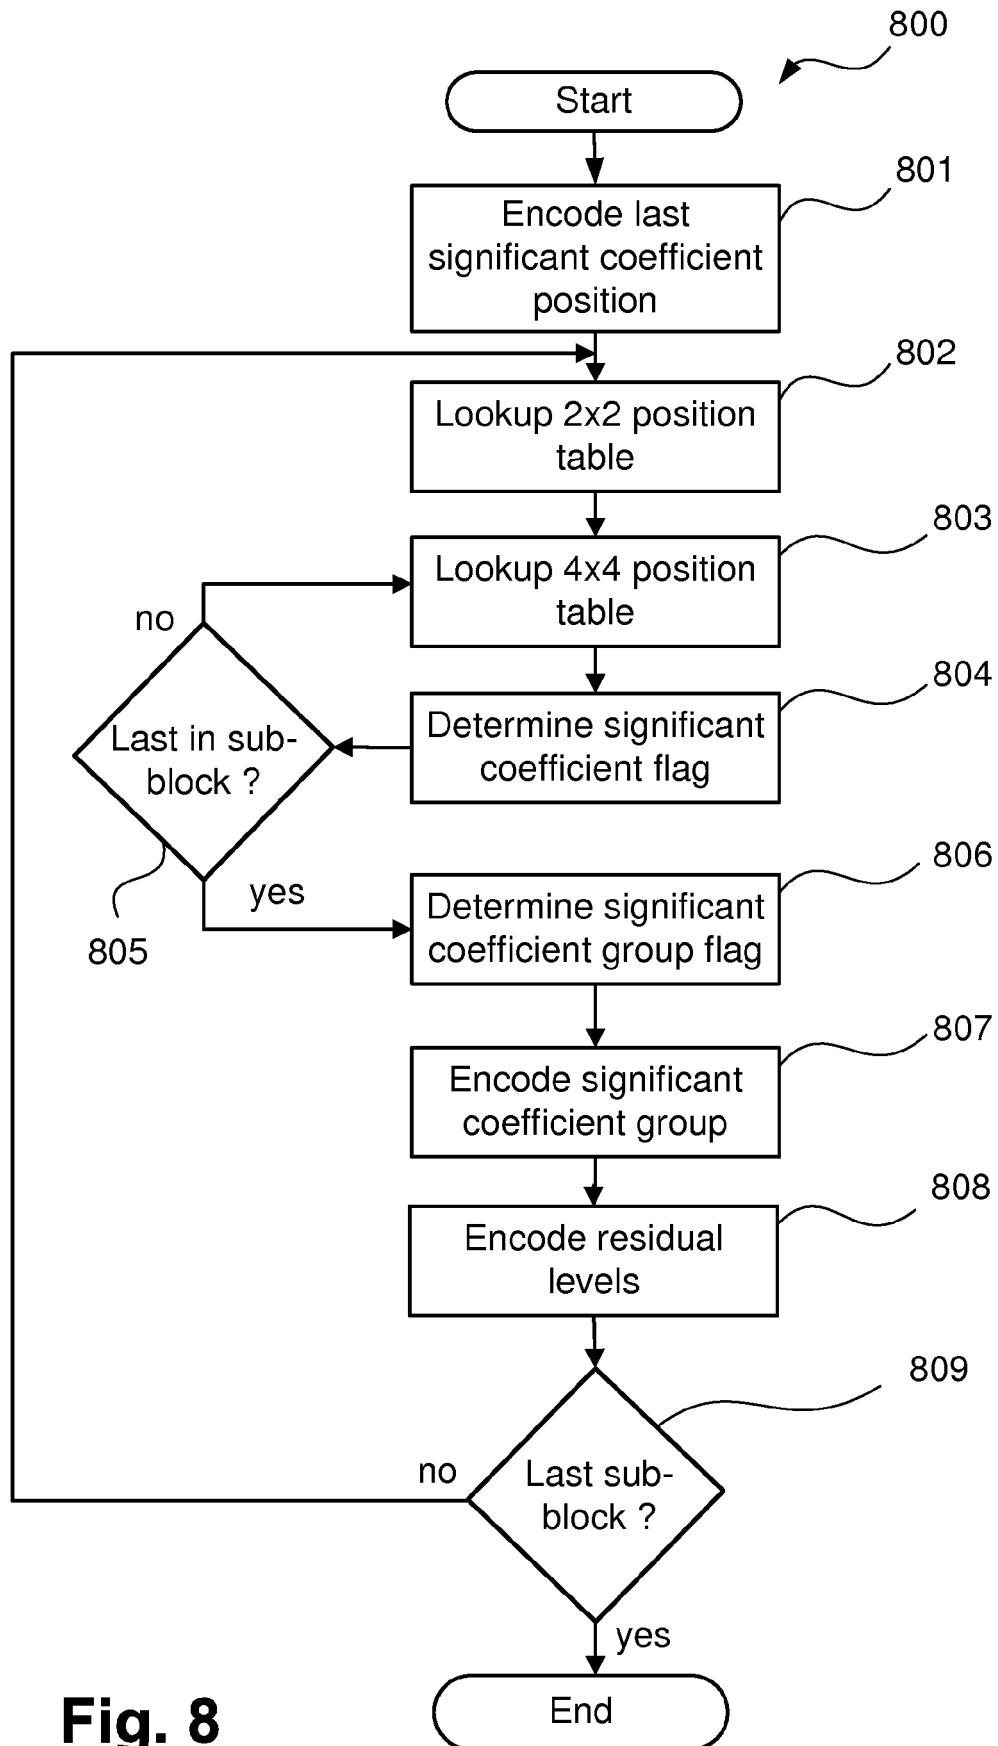 800
Start
801
Encode last
significant coefficient
position
802
Lookup 2x2 position
table
803
Lookup 4x4 position
table
no
804
Determine significant
coefficient flag
Last in sub-
block ?
805
yes
806
Determine significant
coefficient group flag
807
Encode significant
coefficient group
808
Encode residual
levels
809
Last sub-
block ?
no
yes
End
Fig. 8